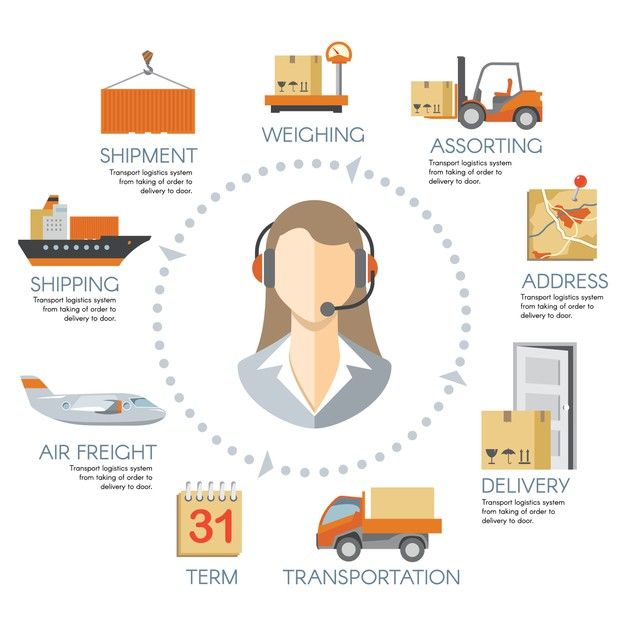 WEIGHING
ASSORTING
Transport logistics system
from taking of order to
delivery to door.
SHIPMENT
Transport logistics system
from taking of order to
delivery to door.
SHIPPING
Transport logistics system
from taking of order to
delivery to door.
ADDRESS
Transport logistics system
from taking of order to
delivery to door.
AIR FREIGHT
Transport logistics system
from taking of order to
delivery to door.
DELIVERY
Transport logistics system
from taking of order to
delivery to door.
31
TERM
TRANSPORTATION